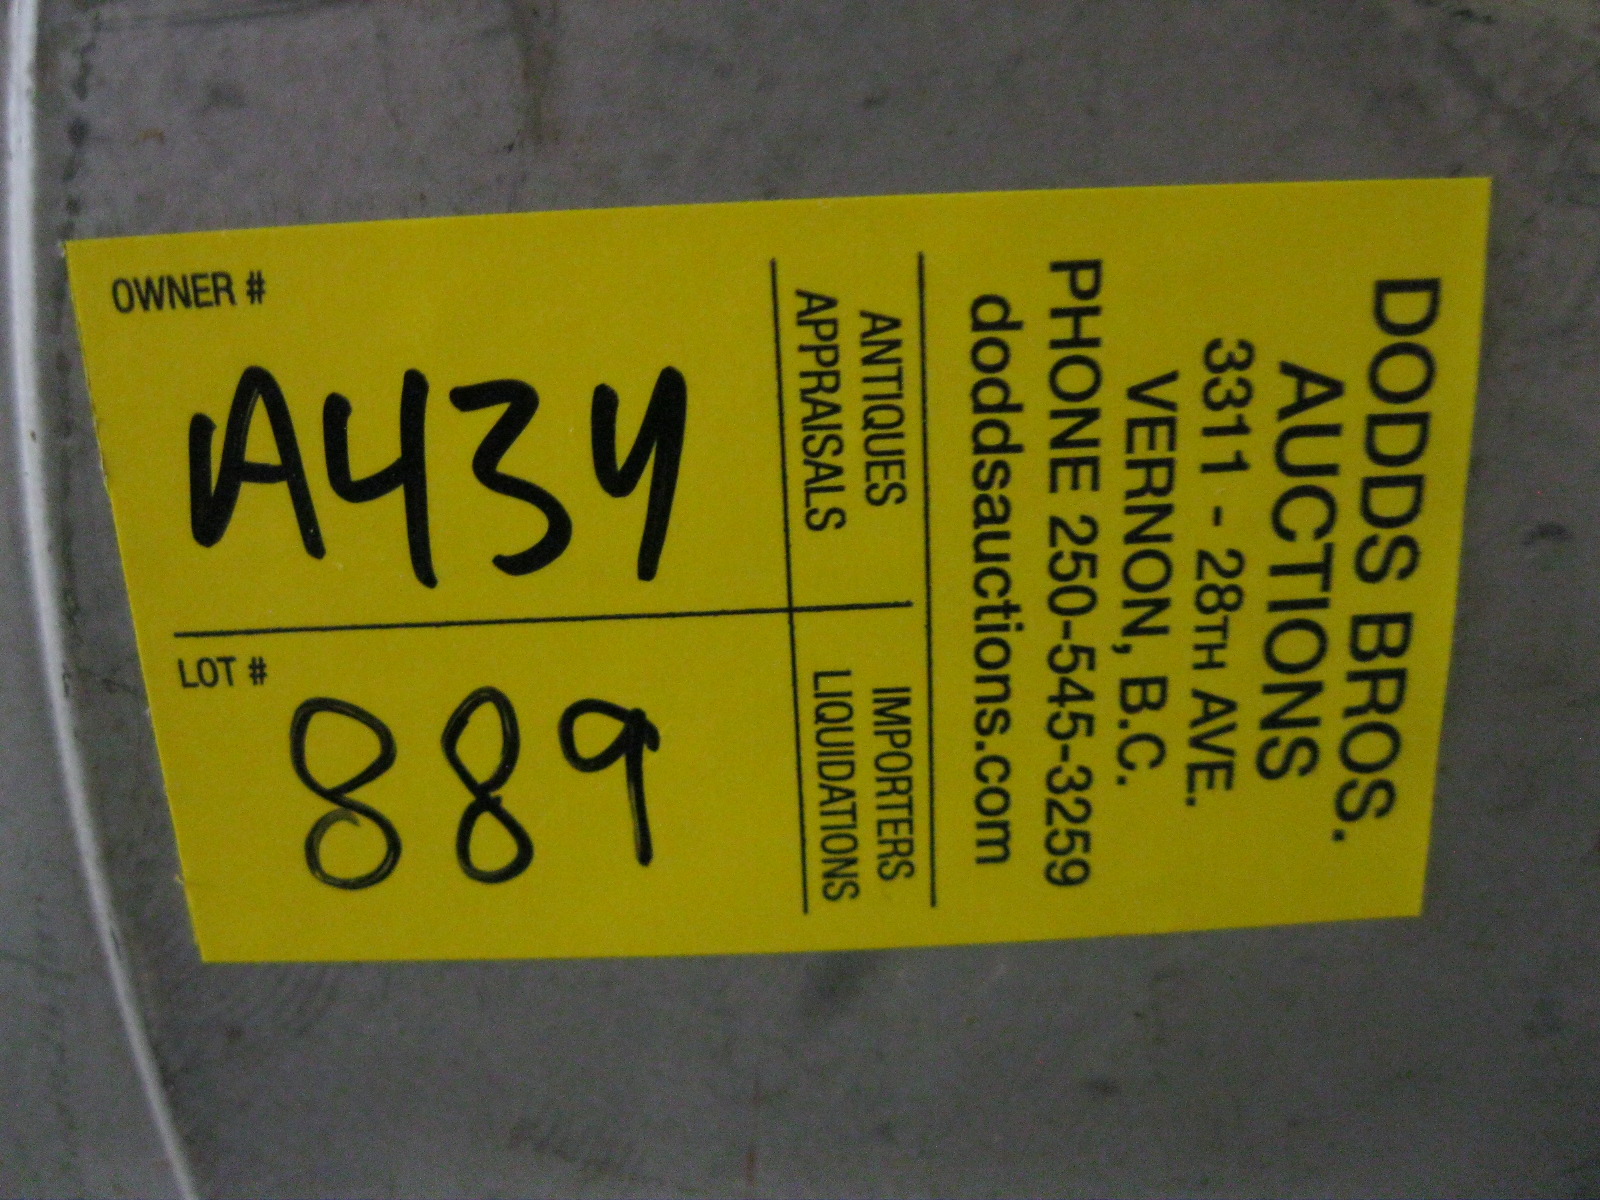 DODDS BROS.
AUCTIONS
3311 - 28TH AVE.
VERNON, B.C.
PHONE 250-545-3259
doddsauctions.com
ANTIQUES
APPRAISALS
IMPORTERS
LIQUIDATIONS
OWNER #
A434
LOT #
889